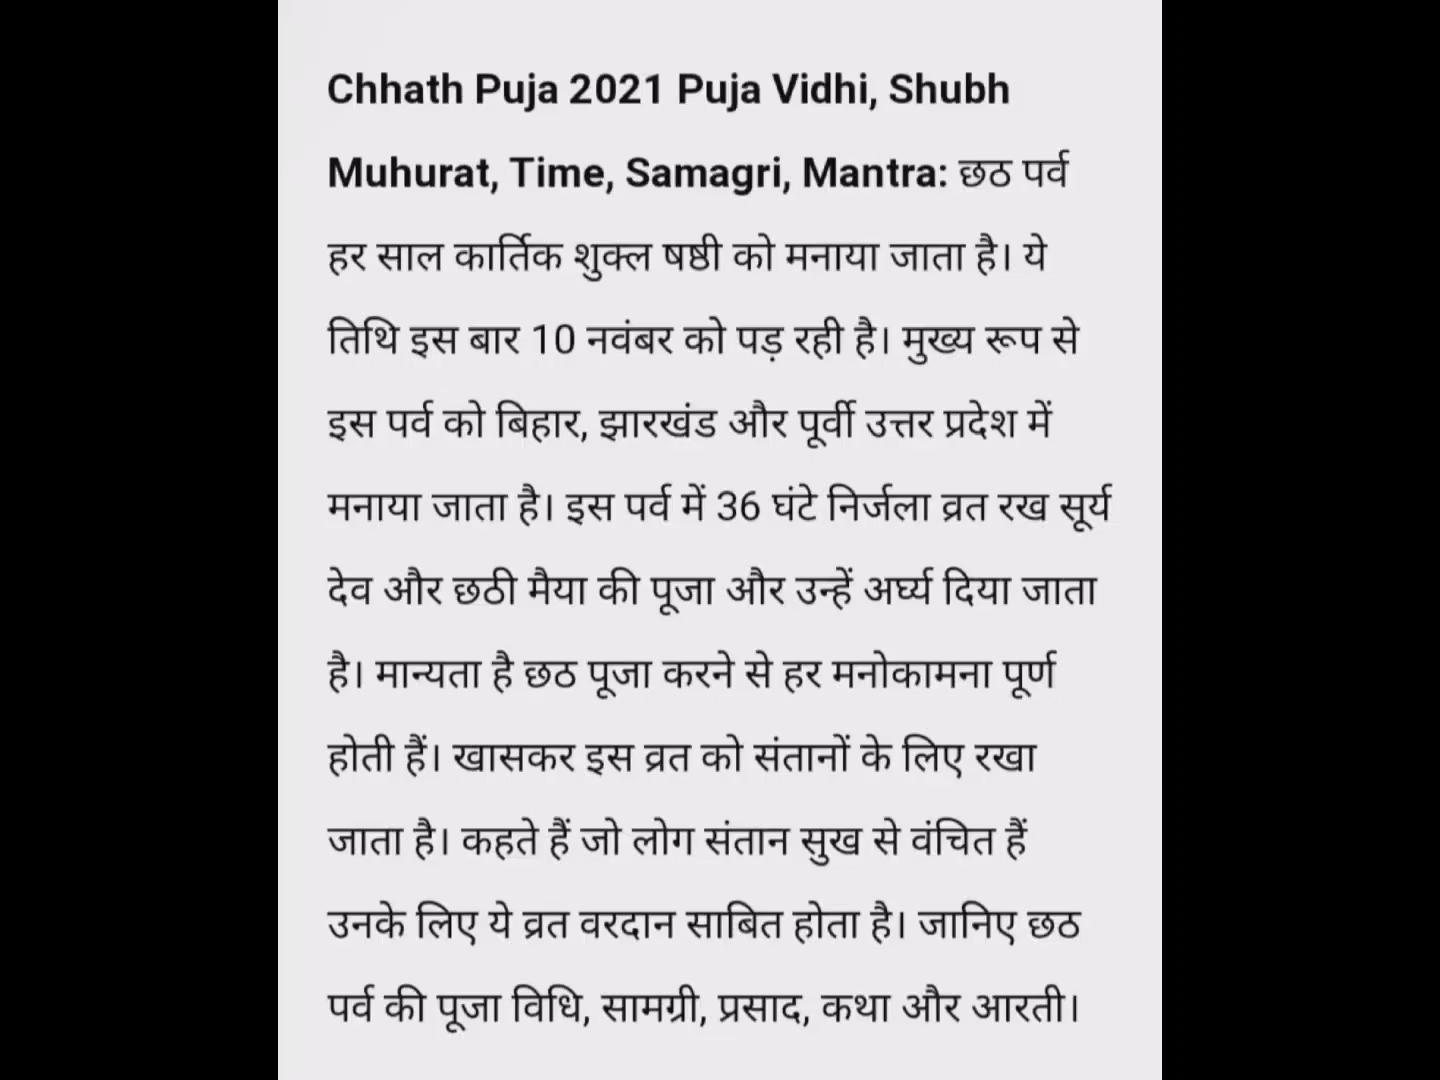 Chhath Puja 2021 Puja Vidhi, Shubh
Muhurat, Time, Samagri, Mantra: छठ पर्व
हर साल कार्तिक शुक्ल षष्ठी को मनाया जाता है। ये
तिथि इस बार 10 नवंबर को पड़ रही है। मुख्य रूप से
इस पर्व को बिहार, झारखंड और पूर्वी उत्तर प्रदेश में
मनाया जाता है। इस पर्व में 36 घंटे निर्जला व्रत रख सूर्य
देव और छठी मैया की पूजा और उन्हें अर्घ्य दिया जाता
है। मान्यता है छठ पूजा करने से हर मनोकामना पूर्ण
होती हैं। खासकर इस व्रत को संतानों के लिए रखा
जाता है। कहते हैं जो लोग संतान सुख से वंचित हैं
उनके लिए ये व्रत वरदान साबित होता है। जानिए छठ
पर्व की पूजा विधि, सामग्री, प्रसाद, कथा और आरती।